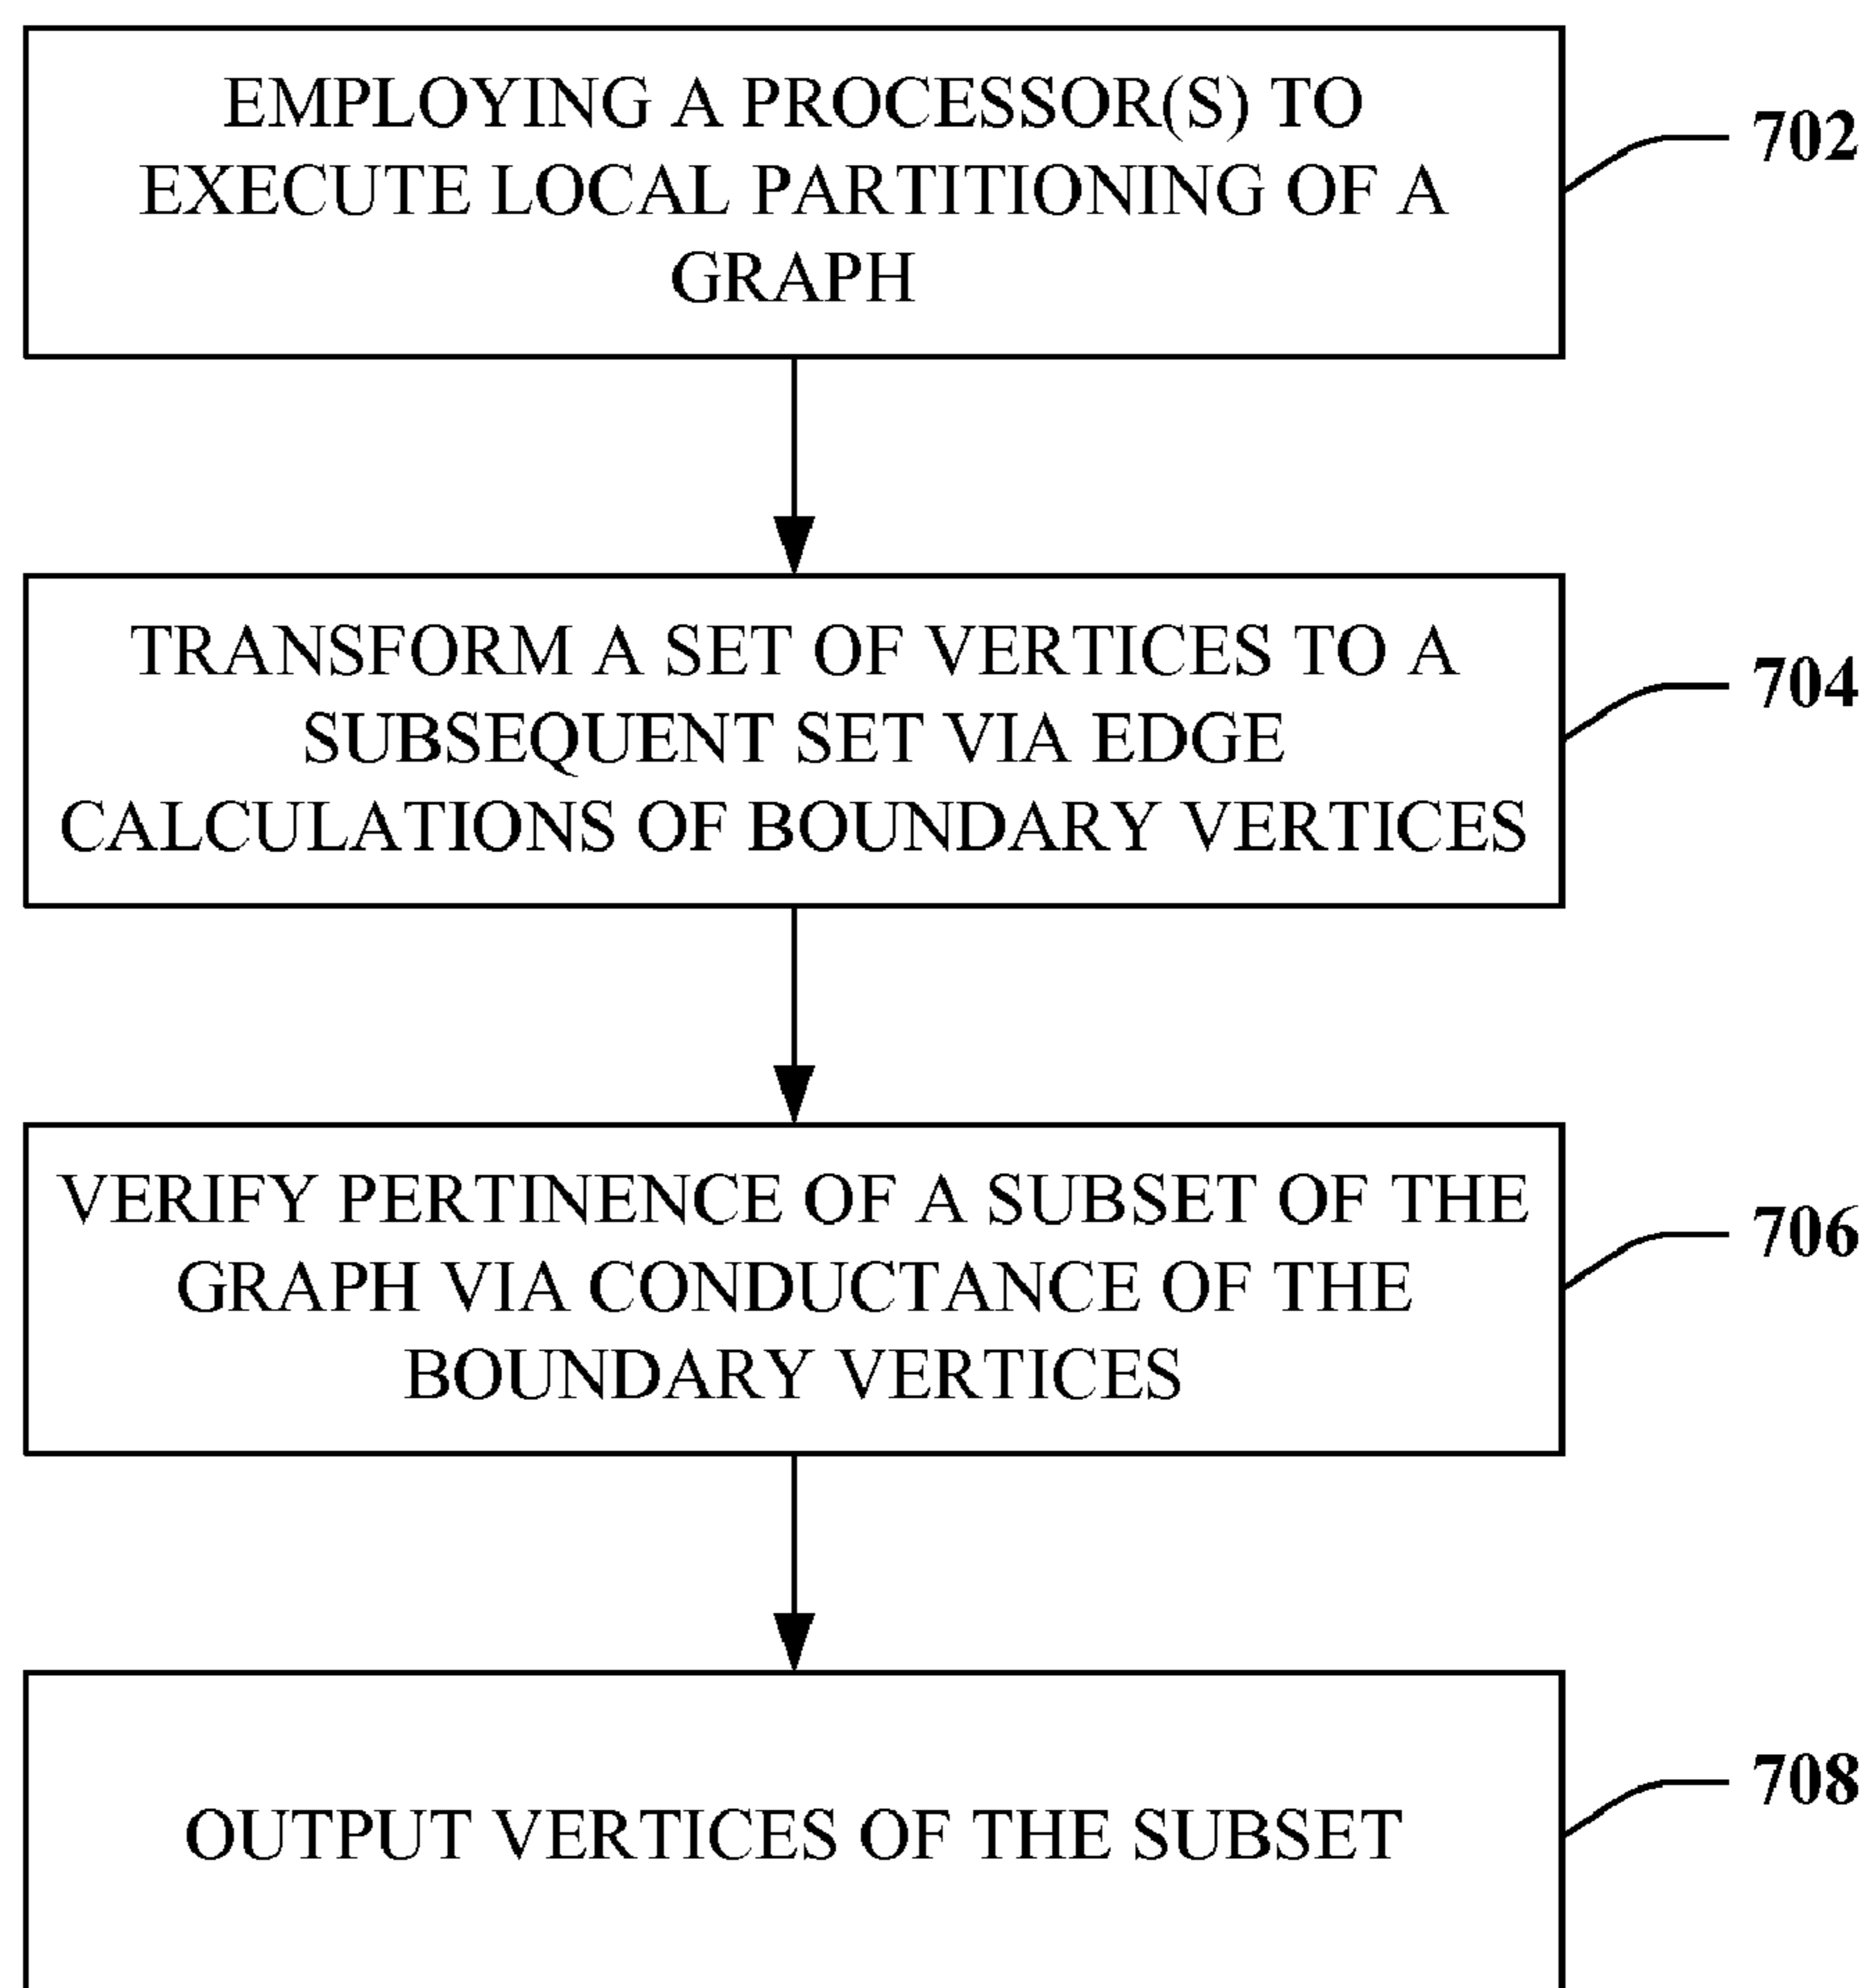 EMPLOYING A PROCESSOR(S) TO
EXECUTE LOCAL PARTITIONING OF A
GRAPH
702
TRANSFORM A SET OF VERTICES TO A
SUBSEQUENT SET VIA EDGE
CALCULATIONS OF BOUNDARY VERTICES
704
VERIFY PERTINENCE OF A SUBSET OF THE
GRAPH VIA CONDUCTANCE OF THE
BOUNDARY VERTICES
706
OUTPUT VERTICES OF THE SUBSET
708